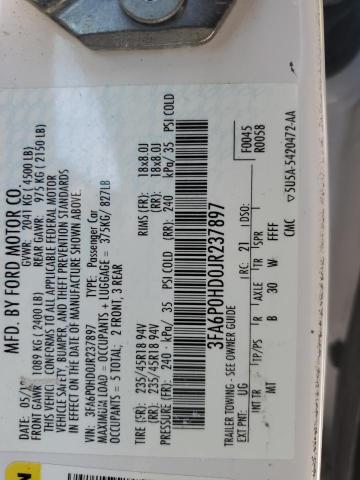 MFD. BY FORD MOTOR CO.
DATE: 05/ GVWR: 2041 KG ( 4500 LB)
FRONT GAWR: 1089 KG ( 2400 LB) REAR GAWR: 975 KG ( 2150 LB)
THIS VEHICLE CONFORMS TO ALL APPLICABLE FEDERAL MOTOR
VEHICLE SAFETY, BUMPER, AND THEFT PREVENTION STANDARDS
IN EFFECT ON THE DATE OF MANUFACTURE SHOWN ABOVE.
VIN: 3FA6P0HD0JR237897 TYPE: Passenger Car
MAXIMUM LOAD= OCCUPANTS + LUGGAGE = 375KG/ 827LB
OCCUPANTS = 5 TOTAL; 2 FRONT, 3 REAR
TIRE (FR): 235/45R18 94V RIMS (FR): 18x8.0J
(RR): 235/45R18 94V (RR): 18x8.0J
PRESSURE (FR): 240 kPa/ 35 PSI COLD (RR): 240 kPa/ 35 PSI COLD
3FA6P0HD0JR237897
TRAILER TOWING - SEE OWNER GUIDE
F0045
R0058
EXT PNT: UG RC: 21 DSO:
INT TR TP/PS R AXLE TR SPR
MT B 30 W FFFF
CMC ▽5U5A-5420472-AA
N